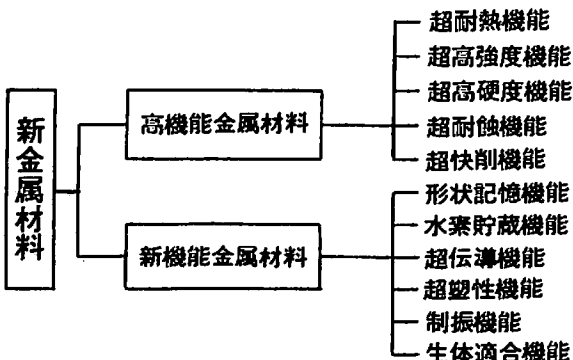 新金属材料
高機能金属材料
超耐熱機能
超高強度機能
超高硬度機能
超耐蝕機能
超快削機能
新機能金属材料
形状記憶機能
水素貯蔵機能
超伝導機能
超塑性機能
制振機能
生体適合機能